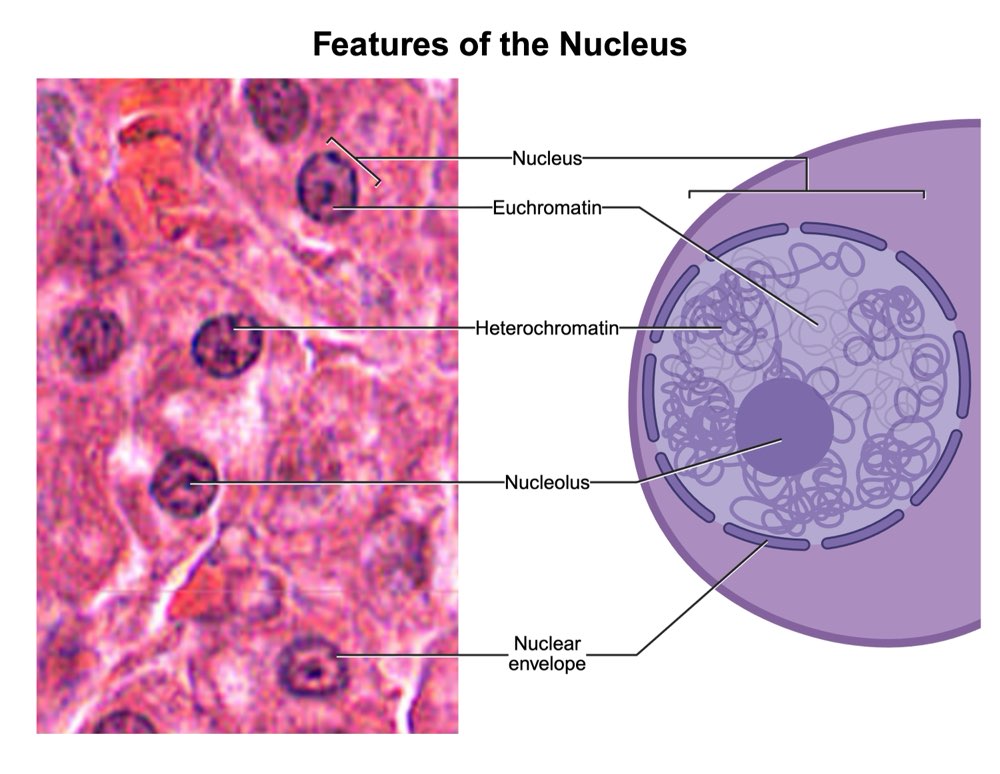 Features of the Nucleus
Nucleus
Euchromatin
Heterochromatin
Nucleolus
Nuclear
envelope